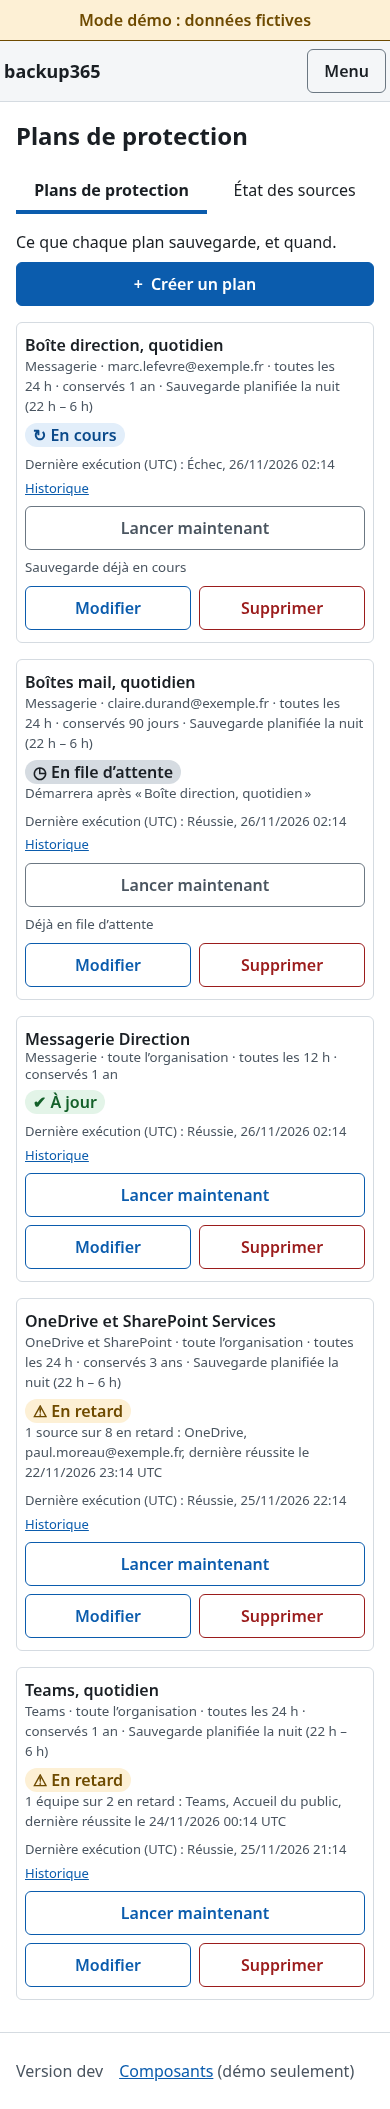 Mode démo : données fictives
backup365
Menu
Plans de protection
Plans de protection
État des sources
Ce que chaque plan sauvegarde, et quand.
+ Créer un plan
Boîte direction, quotidien
Messagerie · marc.lefevre@exemple.fr · toutes les
24 h · conservés 1 an · Sauvegarde planifiée la nuit
(22 h – 6 h)
↻ En cours
Dernière exécution (UTC) : Échec, 26/11/2026 02:14
Historique
Lancer maintenant
Sauvegarde déjà en cours
Modifier
Supprimer
Boîtes mail, quotidien
Messagerie · claire.durand@exemple.fr · toutes les
24 h · conservés 90 jours · Sauvegarde planifiée la nuit
(22 h – 6 h)
◷ En file d’attente
Démarrera après « Boîte direction, quotidien »
Dernière exécution (UTC) : Réussie, 26/11/2026 02:14
Historique
Lancer maintenant
Déjà en file d’attente
Modifier
Supprimer
Messagerie Direction
Messagerie · toute l’organisation · toutes les 12 h ·
conservés 1 an
✔ À jour
Dernière exécution (UTC) : Réussie, 26/11/2026 02:14
Historique
Lancer maintenant
Modifier
Supprimer
OneDrive et SharePoint Services
OneDrive et SharePoint · toute l’organisation · toutes
les 24 h · conservés 3 ans · Sauvegarde planifiée la
nuit (22 h – 6 h)
⚠ En retard
1 source sur 8 en retard : OneDrive,
paul.moreau@exemple.fr, dernière réussite le
22/11/2026 23:14 UTC
Dernière exécution (UTC) : Réussie, 25/11/2026 22:14
Historique
Lancer maintenant
Modifier
Supprimer
Teams, quotidien
Teams · toute l’organisation · toutes les 24 h ·
conservés 1 an · Sauvegarde planifiée la nuit (22 h –
6 h)
⚠ En retard
1 équipe sur 2 en retard : Teams, Accueil du public,
dernière réussite le 24/11/2026 00:14 UTC
Dernière exécution (UTC) : Réussie, 25/11/2026 21:14
Historique
Lancer maintenant
Modifier
Supprimer
Version dev
Composants (démo seulement)